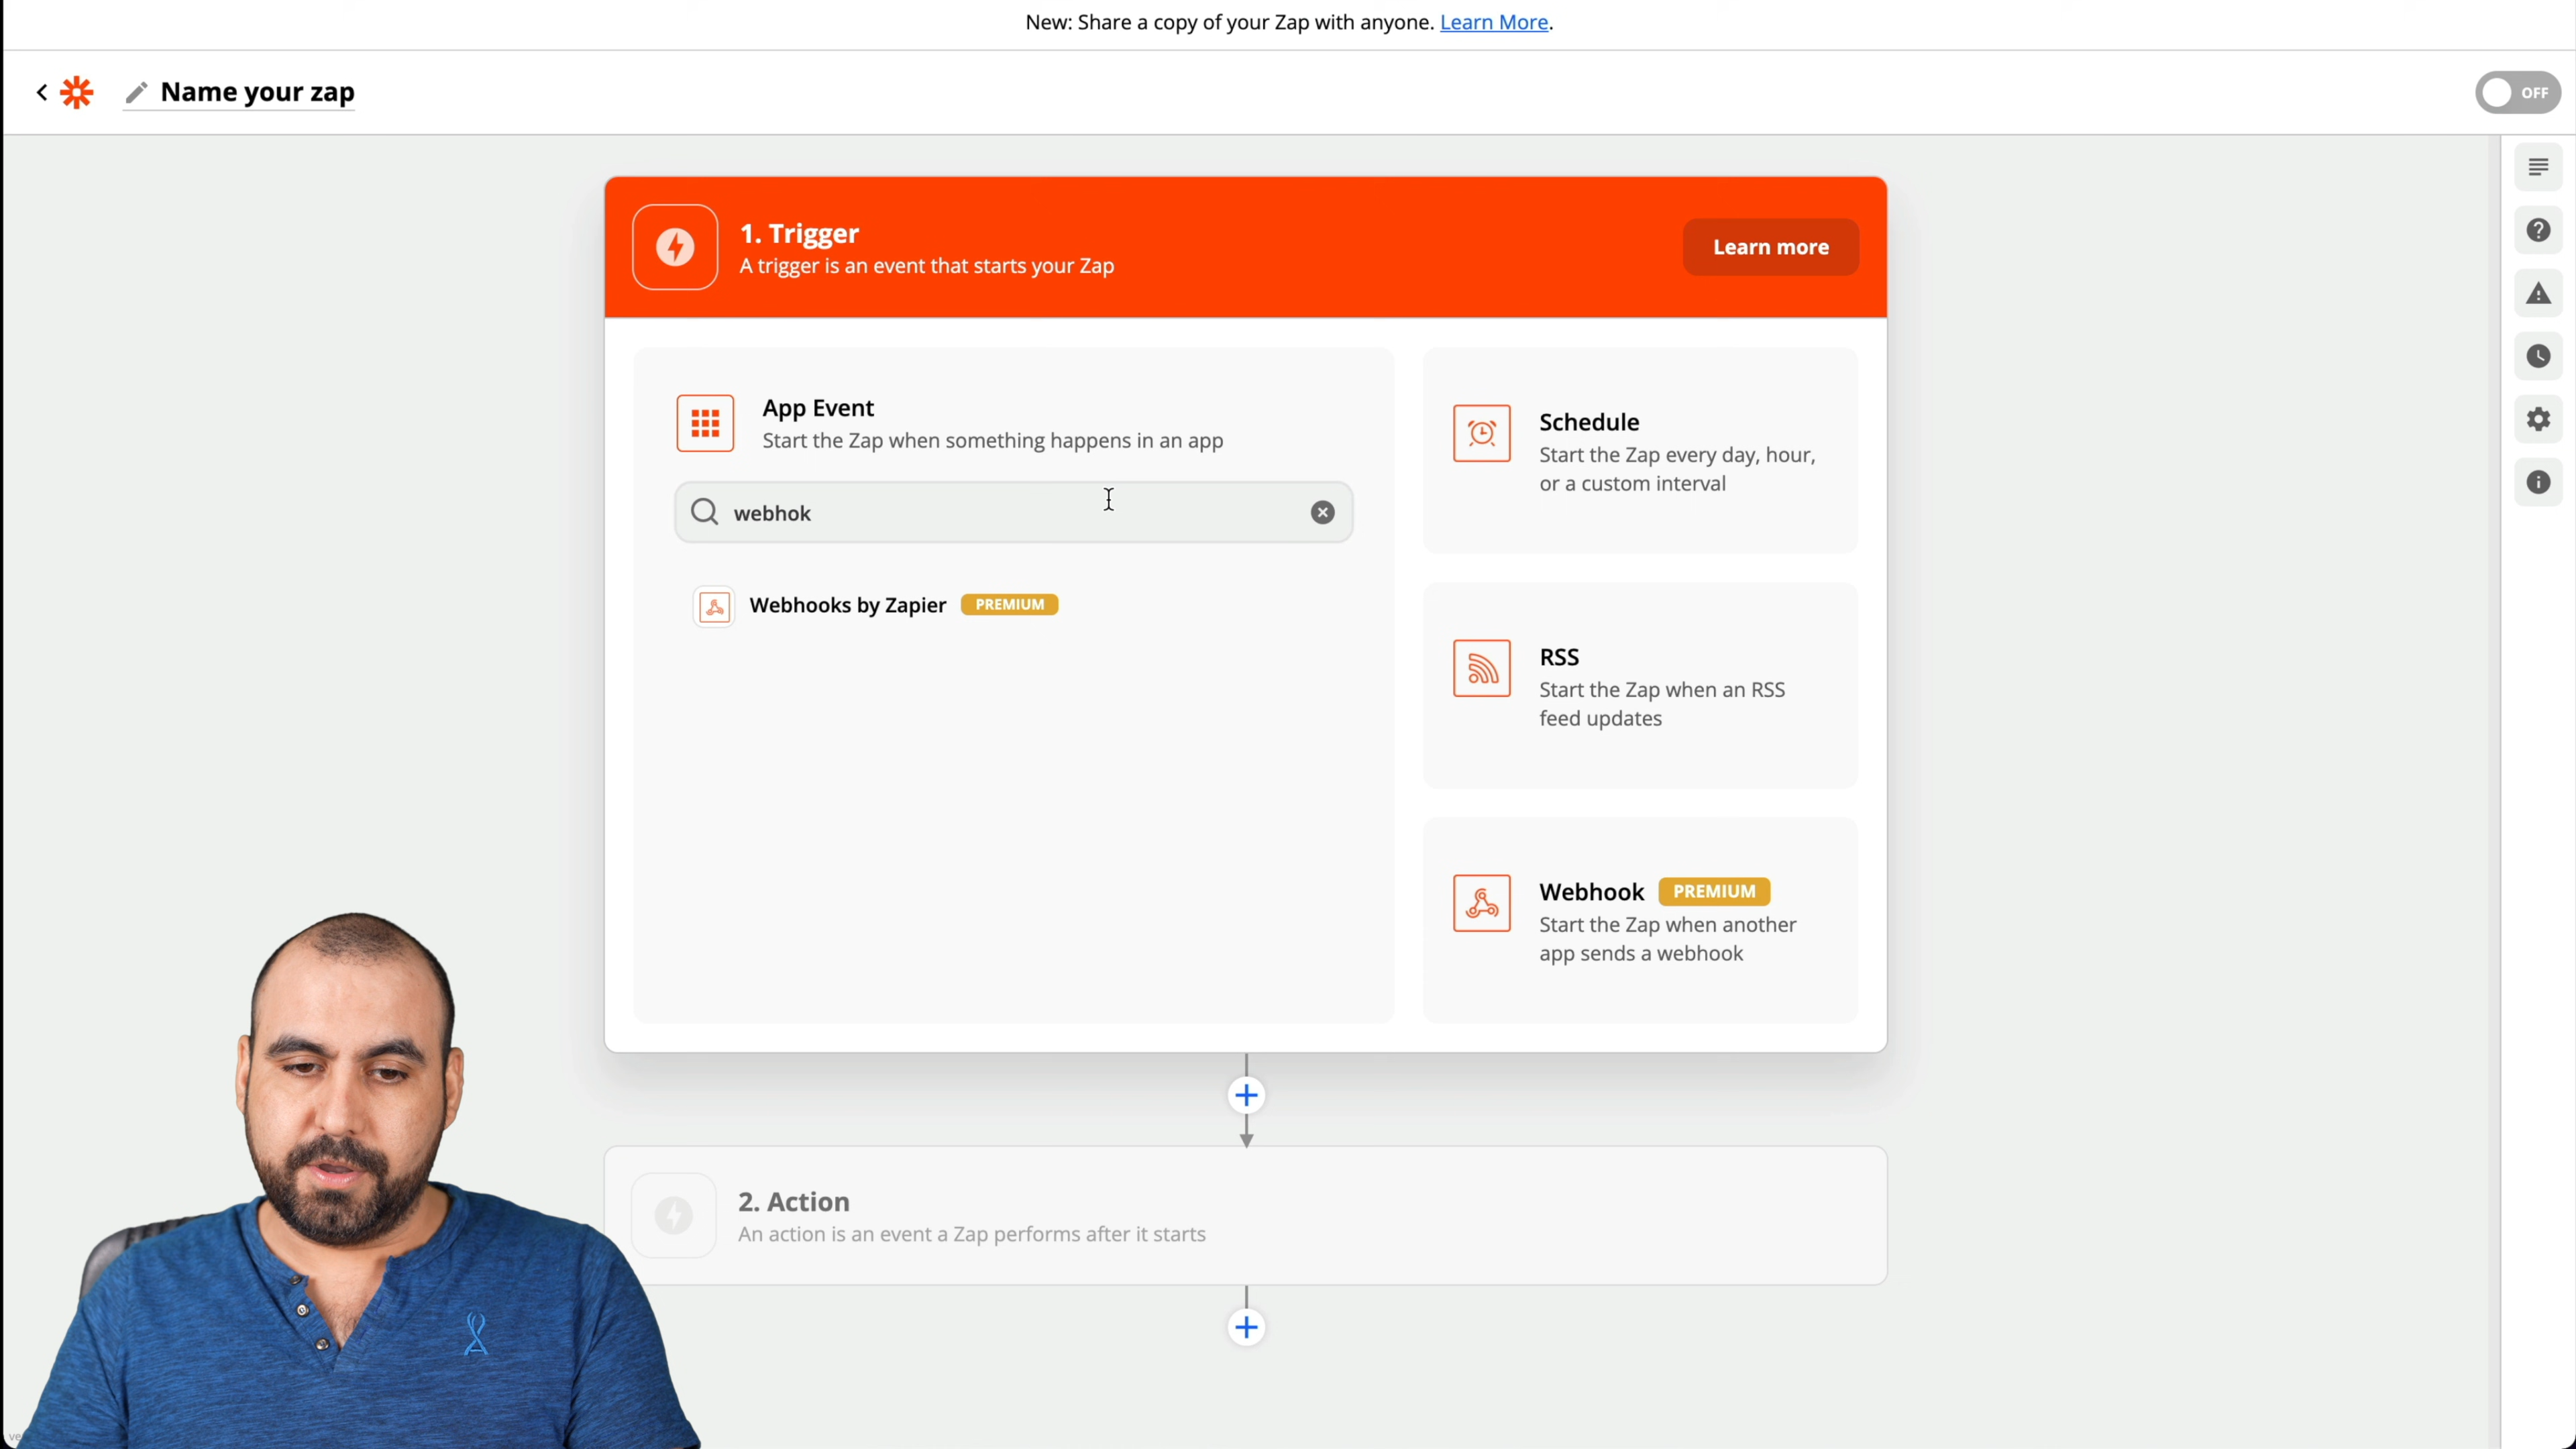 New: Share a copy of your Zap with anyone. Learn More.
Name your zap
OFF
1. Trigger
A trigger is an event that starts your Zap
Learn more
App Event
Start the Zap when something happens in an app
webhok
Webhooks by Zapier PREMIUM
Schedule
Start the Zap every day, hour,
or a custom interval
RSS
Start the Zap when an RSS
feed updates
Webhook PREMIUM
Start the Zap when another
app sends a webhook
2. Action
An action is an event a Zap performs after it starts